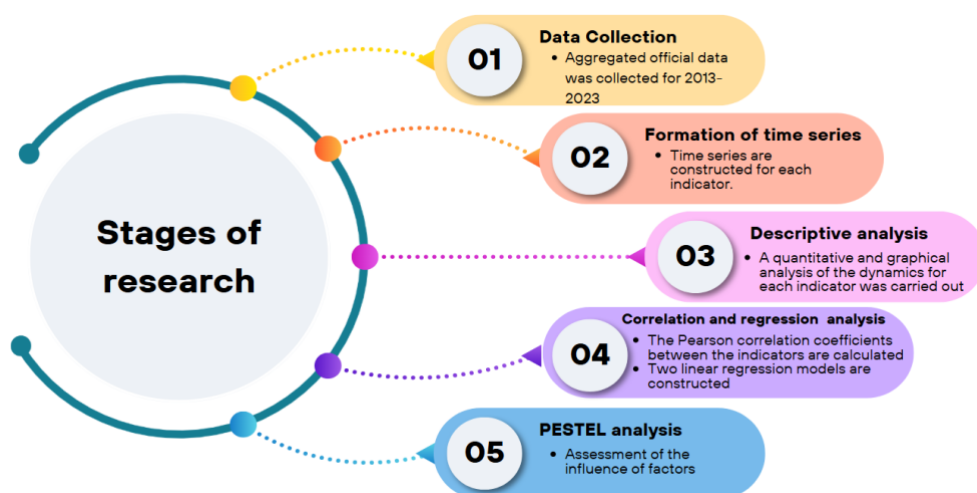 Stages of
research
01
Data Collection
• Aggregated official data
was collected for 2013-
2023
02
Formation of time series
• Time series are
constructed for each
indicator.
03
Descriptive analysis
• A quantitative and graphical
analysis of the dynamics for
each indicator was carried out
04
Correlation and regression analysis
• The Pearson correlation coefficients
between the indicators are calculated
• Two linear regression models are
constructed
05
PESTEL analysis
• Assessment of the
influence of factors